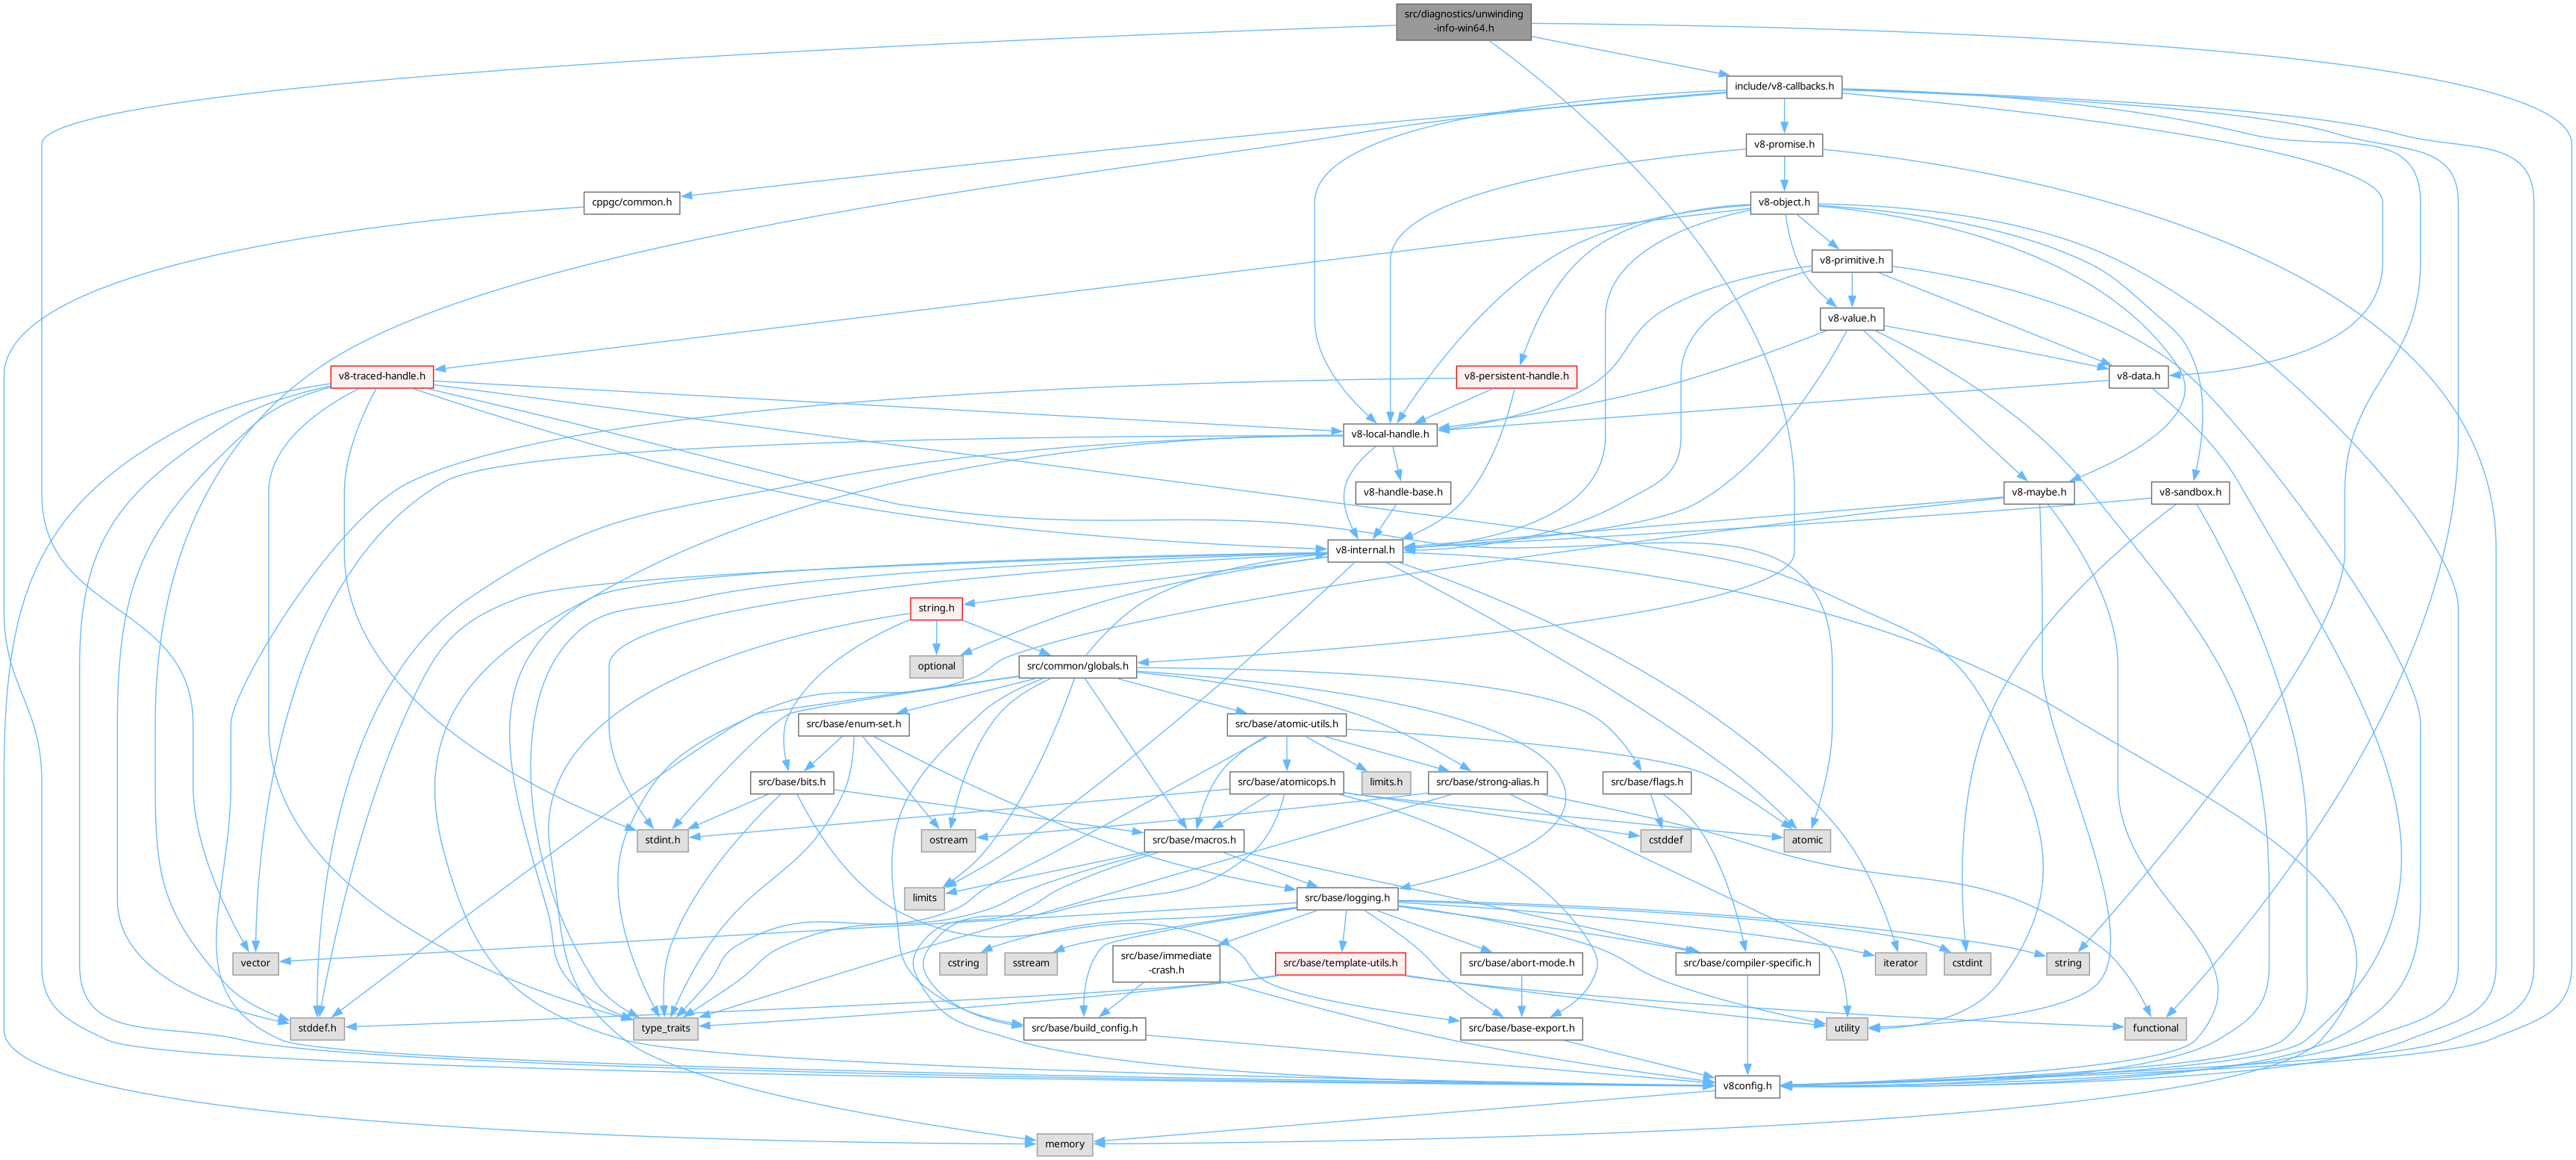 src/diagnostics/unwinding
-info-win64.h
include/v8-callbacks.h
v8-promise.h
cppgc/common.h
v8-object.h
v8-primitive.h
v8-value.h
v8-traced-handle.h
v8-persistent-handle.h
v8-data.h
v8-local-handle.h
v8-handle-base.h
v8-maybe.h
v8-sandbox.h
v8-internal.h
string.h
optional
src/common/globals.h
src/base/enum-set.h
src/base/atomic-utils.h
src/base/bits.h
src/base/atomicops.h
limits.h
src/base/strong-alias.h
src/base/flags.h
stdint.h
ostream
src/base/macros.h
cstddef
atomic
limits
src/base/logging.h
vector
cstring
sstream
src/base/immediate
-crash.h
src/base/template-utils.h
src/base/abort-mode.h
src/base/compiler-specific.h
iterator
cstdint
string
stddef.h
type_traits
src/base/build_config.h
src/base/base-export.h
utility
functional
v8config.h
memory